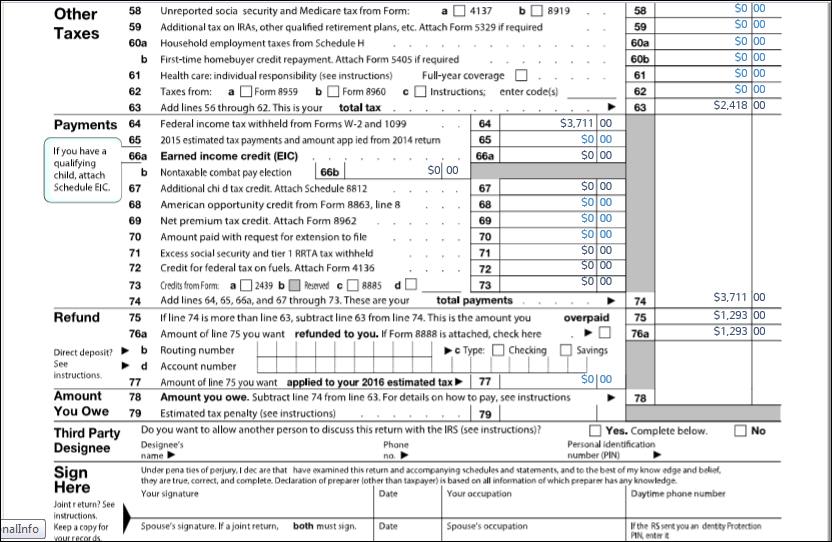 Other Taxes
58 Unreported socia security and Medicare tax from Form: a 4137 b 8919 . . 58 $0 00
59 Additional tax on IRAs, other qualified retirement plans, etc. Attach Form 5329 if required . . 59 $0 00
60a Household employment taxes from Schedule H . . . . . . . . . . 60a $0 00
b First-time homebuyer credit repayment. Attach Form 5405 if required . . . . . 60b $0 00
61 Health care: individual responsibility (see instructions) Full-year coverage . . . . . 61 $0 00
62 Taxes from: a Form 8959 b Form 8960 c Instructions; enter code(s) 62 $0 00
63 Add lines 56 through 62. This is your total tax . . . . . . . . . . ▶ 63 $2,418 00
Payments 64 Federal income tax withheld from Forms W-2 and 1099 . . 64 $3,711 00
65 2015 estimated tax payments and amount app ied from 2014 return 65 $0 00
If you have a qualifying child, attach Schedule EIC.
66a Earned income credit (EIC) . . . . . . . . 66a $0 00
b Nontaxable combat pay election 66b $0 00
67 Additional chi d tax credit. Attach Schedule 8812 . . . . . 67 $0 00
68 American opportunity credit from Form 8863, line 8 . . . . 68 $0 00
69 Net premium tax credit. Attach Form 8962 . . . . . . 69 $0 00
70 Amount paid with request for extension to file . . . . . 70 $0 00
71 Excess social security and tier 1 RRTA tax withheld . . . . 71 $0 00
72 Credit for federal tax on fuels. Attach Form 4136 . . . . 72 $0 00
73 Credits from Form: a 2439 b Reserved c 8885 d 73 $0 00
74 Add lines 64, 65, 66a, and 67 through 73. These are your total payments . . . . . ▶ 74 $3,711 00
Refund 75 If line 74 is more than line 63, subtract line 63 from line 74. This is the amount you overpaid 75 $1,293 00
76a Amount of line 75 you want refunded to you. If Form 8888 is attached, check here . ▶ 76a $1,293 00
Direct deposit? See instructions.
▶ b Routing number ▶ c Type: Checking Savings
▶ d Account number
77 Amount of line 75 you want applied to your 2016 estimated tax ▶ 77 $0 00
Amount You Owe
78 Amount you owe. Subtract line 74 from line 63. For details on how to pay, see instructions ▶ 78
79 Estimated tax penalty (see instructions) . . . . . . . 79
Third Party Designee
Do you want to allow another person to discuss this return with the IRS (see instructions)? Yes. Complete below. No
Designee's name ▶ Phone no. ▶ Personal identification number (PIN) ▶
Sign Here
Under pena ties of perjury, I dec are that have examined this return and accompanying schedules and statements, and to the best of my know edge and belief,
they are true, correct, and complete. Declaration of preparer (other than taxpayer) is based on all information of which preparer has any knowledge.
Joint return? See instructions. Keep a copy for your records.
Your signature Date Your occupation Daytime phone number
Spouse's signature. If a joint return, both must sign. Date Spouse's occupation If the RS sent you an dentity Protection PIN, enter it
nalInfo